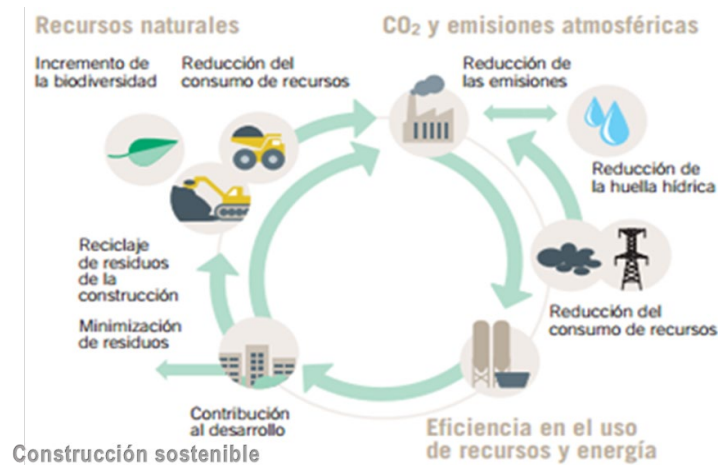 Recursos naturales
CO₂ y emisiones atmosféricas
Incremento de
la biodiversidad
Reducción del
consumo de recursos
Reducción de
las emisiones
Reducción de
la huella hídrica
Reciclaje
de residuos
de la
construcción
Minimización
de residuos
Reducción del
consumo de recursos
Contribución
al desarrollo
Eficiencia en el uso
de recursos y energía
Construcción sostenible